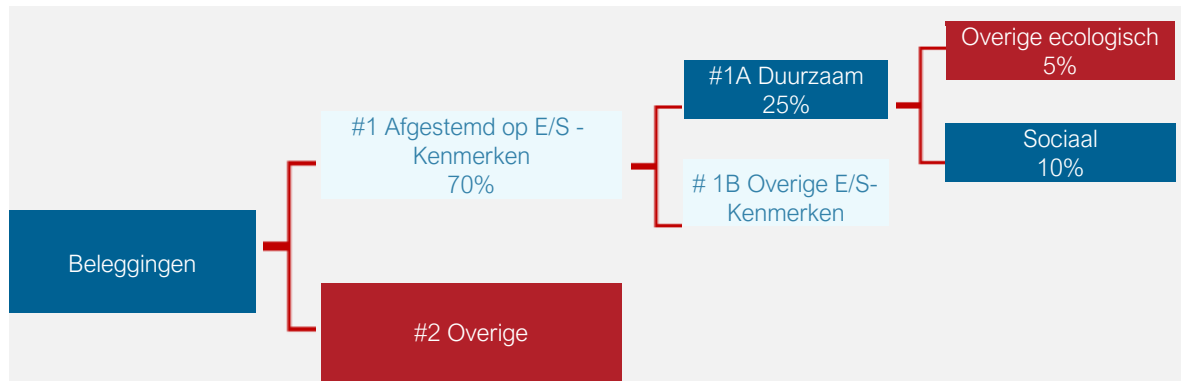 Beleggingen
#1 Afgestemd op E/S -
Kenmerken
70%
#2 Overige
#1A Duurzaam
25%
# 1B Overige E/S-
Kenmerken
Overige ecologisch
5%
Sociaal
10%